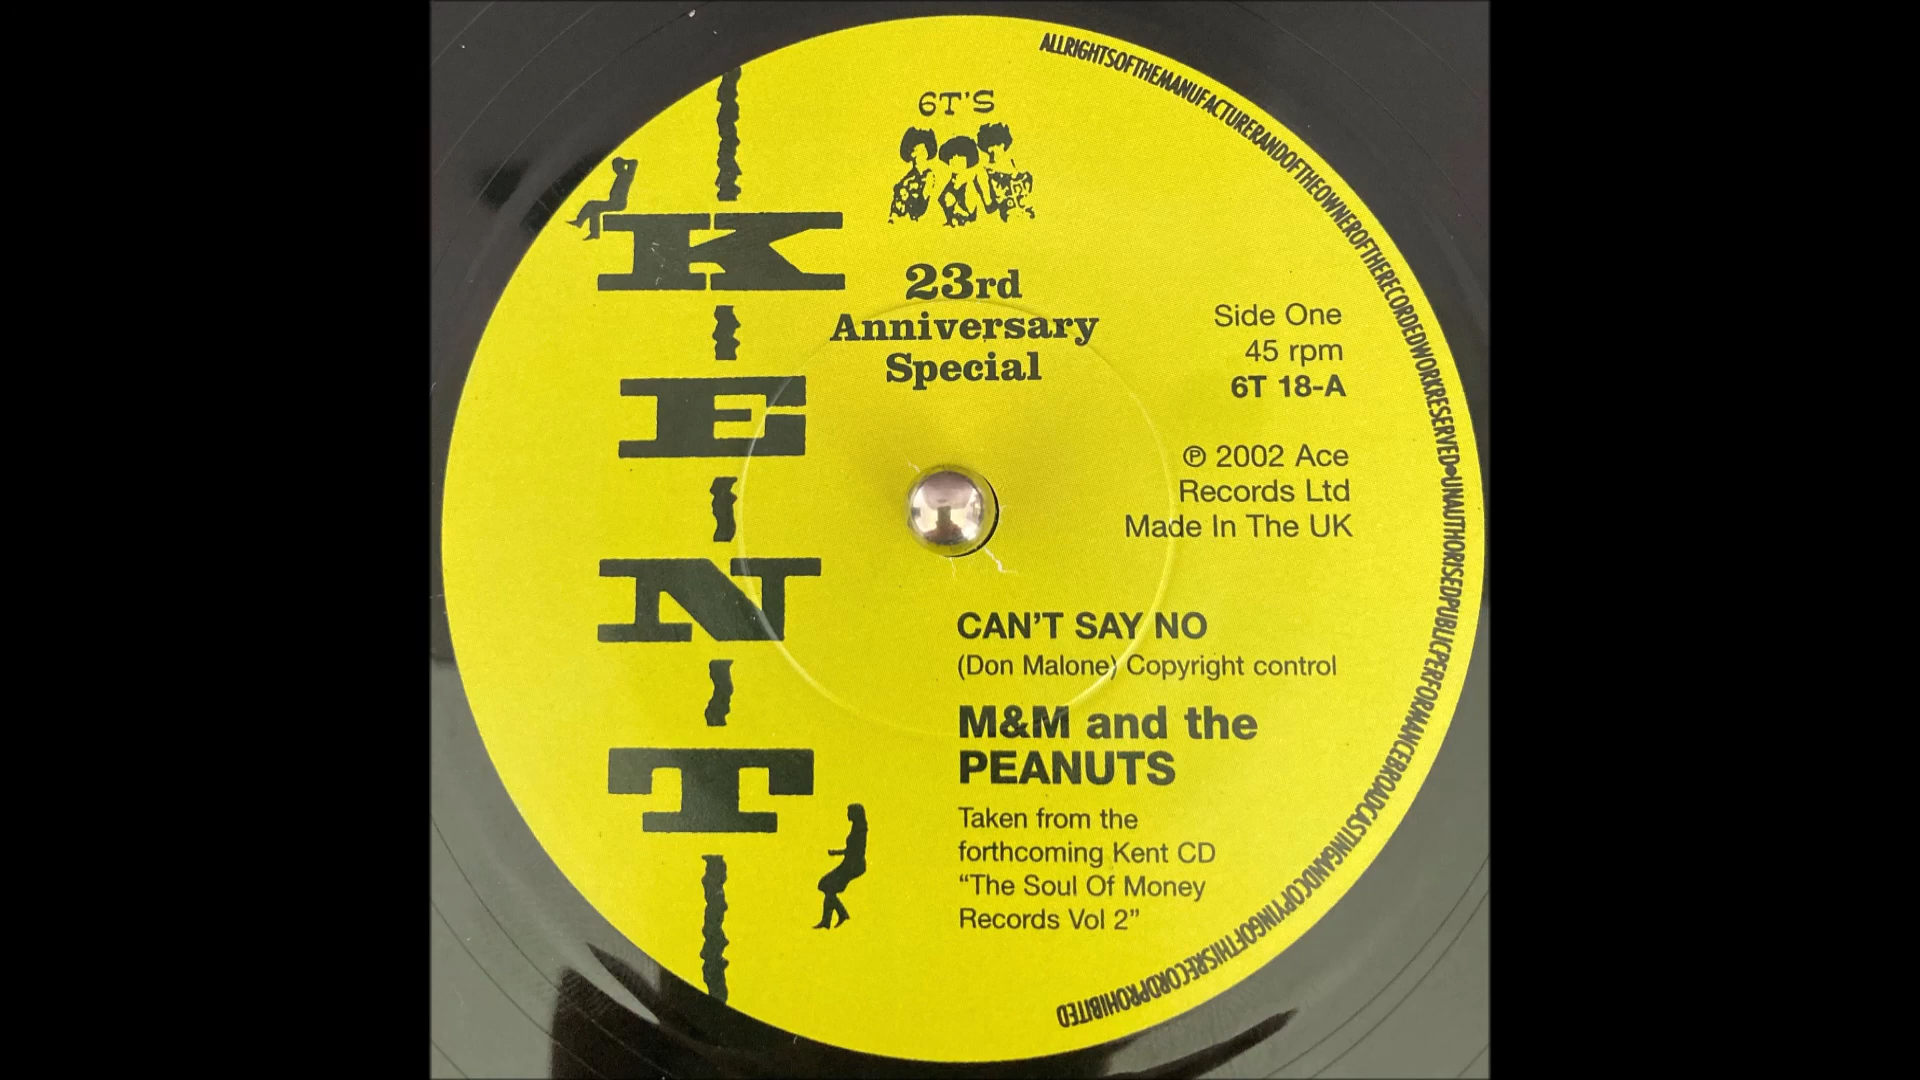 KENT
6T'S
23rd
Anniversary
Special
Side One
45 rpm
6T 18-A
℗ 2002 Ace
Records Ltd
Made In The UK
CAN'T SAY NO
(Don Malone) Copyright control
M&M and the
PEANUTS
Taken from the
forthcoming Kent CD
“The Soul Of Money
Records Vol 2”
ALLRIGHTSOFTHEMANUFACTURERANDOFTHEOWNEROFTHERECORDEDWORKRESERVED•UNAUTHORISEDPUBLICPERFORMANCEBROADCASTINGANDCOPYINGOFTHISRECORDPROHIBITED